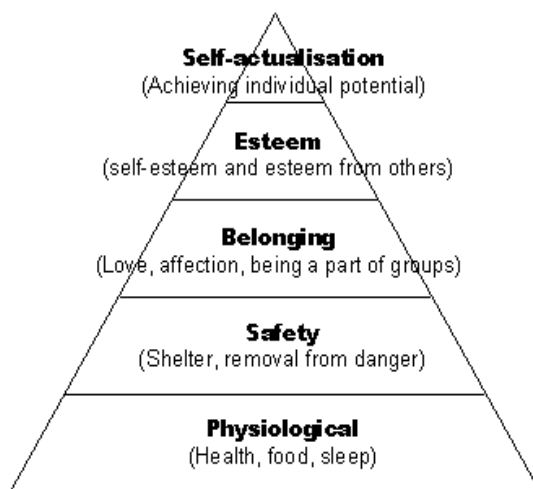 Self-actualisation
(Achieving individual potential)
Esteem
(self-esteem and esteem from others)
Belonging
(Love, affection, being a part of groups)
Safety
(Shelter, removal from danger)
Physiological
(Health, food, sleep)